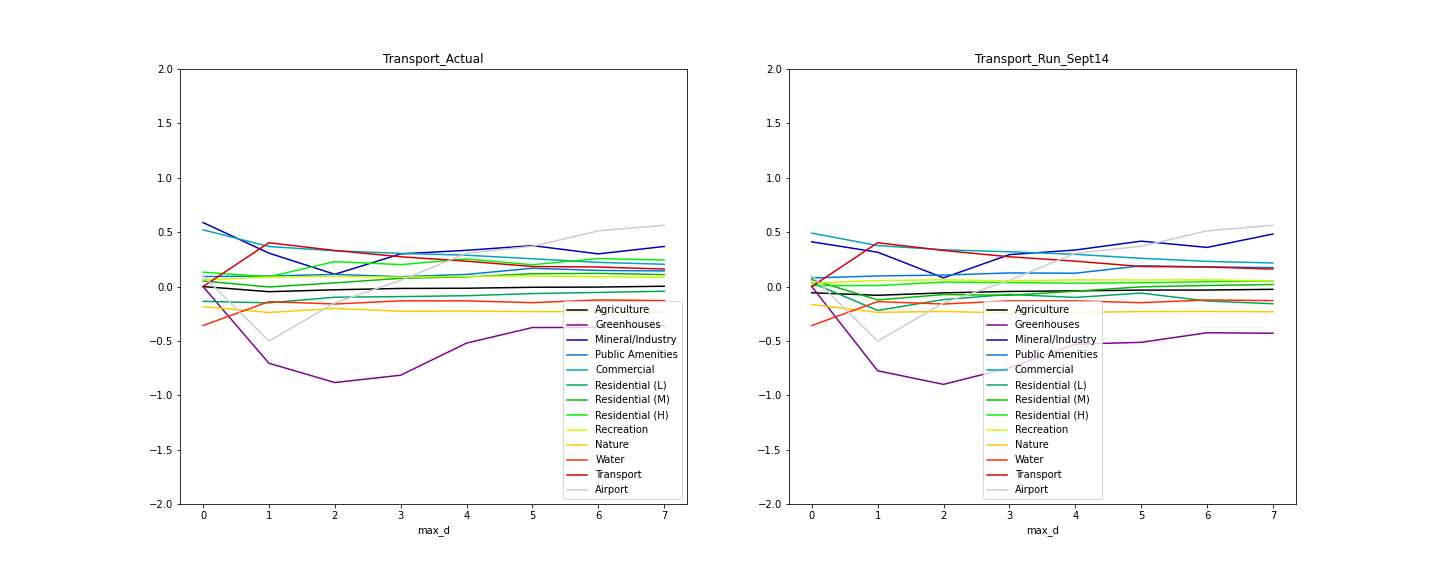 Transport_Actual
2.0
1.5
1.0
0.5
0.0
−0.5
−1.0
−1.5
−2.0
0 1 2 3 4 5 6 7
max_d
Agriculture
Greenhouses
Mineral/Industry
Public Amenities
Commercial
Residential (L)
Residential (M)
Residential (H)
Recreation
Nature
Water
Transport
Airport
Transport_Run_Sept14
2.0
1.5
1.0
0.5
0.0
−0.5
−1.0
−1.5
−2.0
0 1 2 3 4 5 6 7
max_d
Agriculture
Greenhouses
Mineral/Industry
Public Amenities
Commercial
Residential (L)
Residential (M)
Residential (H)
Recreation
Nature
Water
Transport
Airport